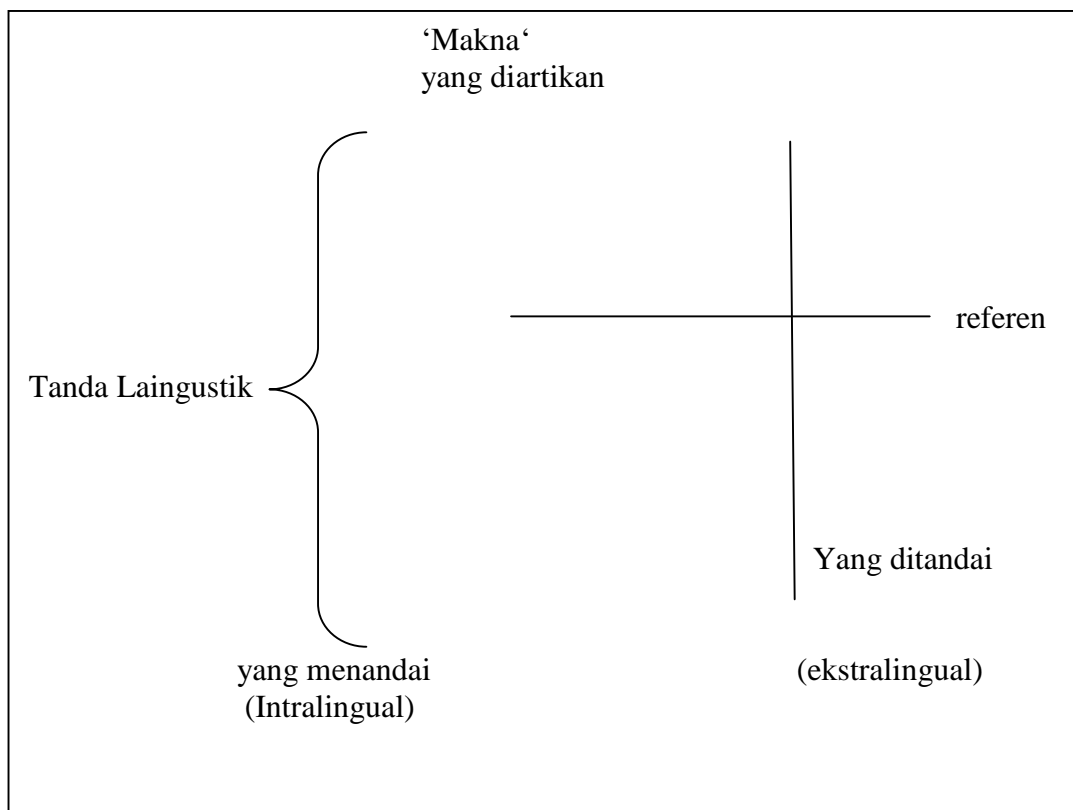 ‘Makna‘
yang diartikan
referen
Tanda Laingustik
Yang ditandai
yang menandai
(Intralingual)
(ekstralingual)